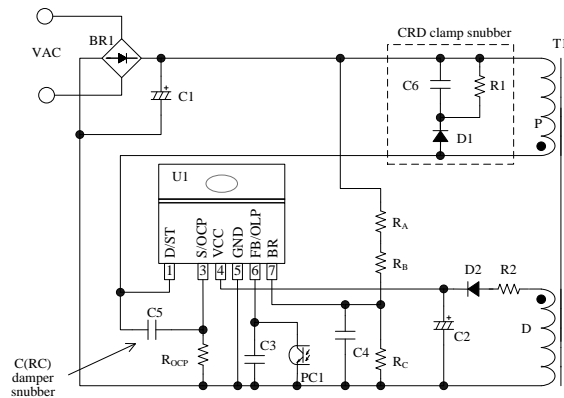 CRD clamp snubber
T1
BR1
VAC
C1
C6
R1
P
D1
U1
D/ST
S/OCP
VCC
GND
FB/OLP
BR
1 3 4 5 6 7
RA
RB
D2
R2
C5
C(RC)
damper
snubber
ROCP
C3
PC1
C4
RC
C2
D